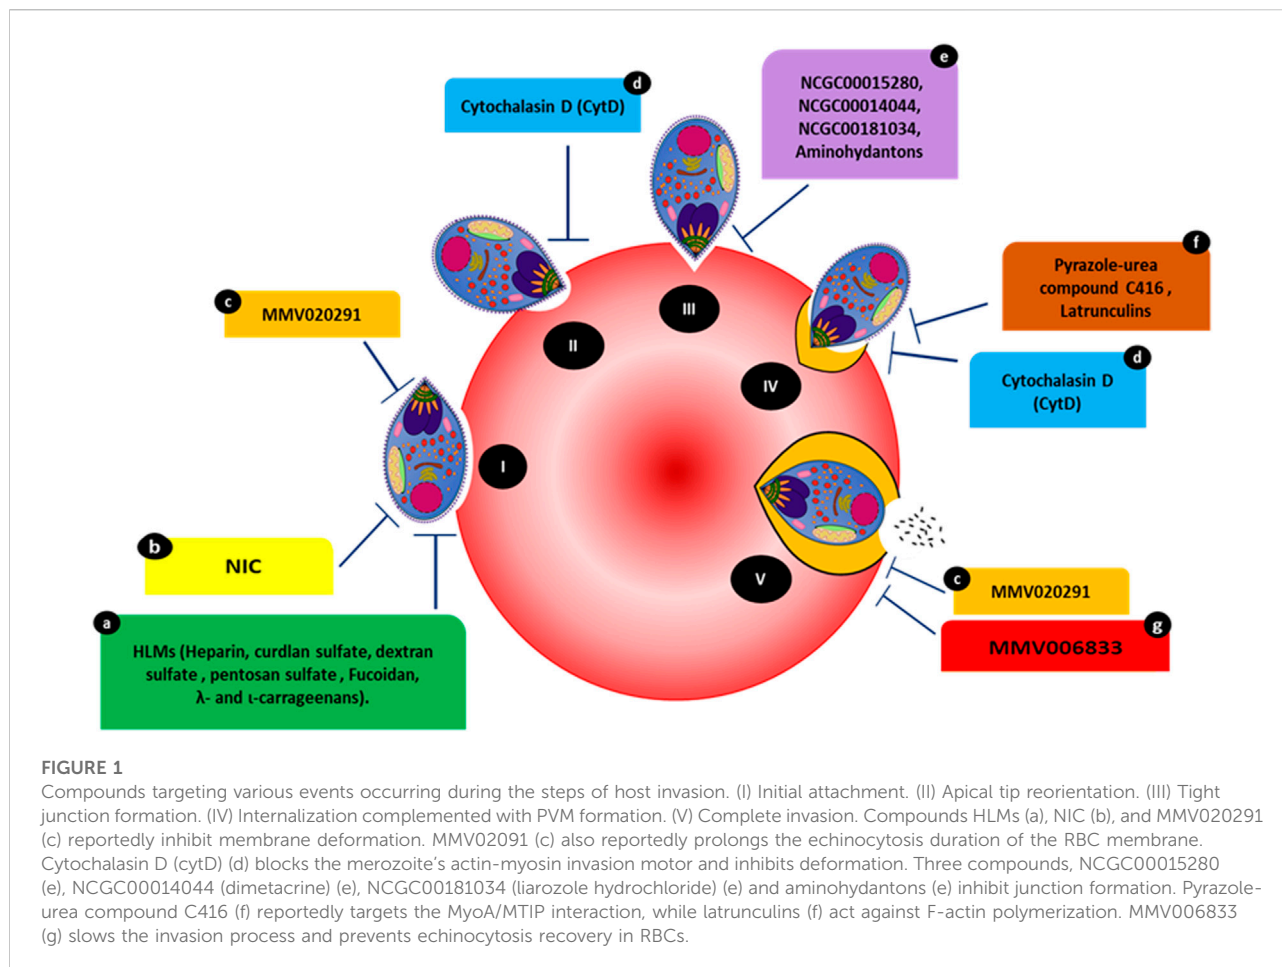 e
NCGC00015280,
NCGC00014044,
NCGC00181034,
Aminohydantons
d
Cytochalasin D (CytD)
f
Pyrazole-urea
compound C416 ,
Latrunculins
c
MMV020291
III
II
IV
d
Cytochalasin D
(CytD)
I
b
NIC
V
c
MMV020291
a
HLMs (Heparin, curdlan sulfate, dextran
sulfate , pentosan sulfate , Fucoidan,
λ- and ι-carrageenans).
g
MMV006833
FIGURE 1
Compounds targeting various events occurring during the steps of host invasion. (I) Initial attachment. (II) Apical tip reorientation. (III) Tight
junction formation. (IV) Internalization complemented with PVM formation. (V) Complete invasion. Compounds HLMs (a), NIC (b), and MMV020291
(c) reportedly inhibit membrane deformation. MMV02091 (c) also reportedly prolongs the echinocytosis duration of the RBC membrane.
Cytochalasin D (cytD) (d) blocks the merozoite’s actin-myosin invasion motor and inhibits deformation. Three compounds, NCGC00015280
(e), NCGC00014044 (dimetacrine) (e), NCGC00181034 (liarozole hydrochloride) (e) and aminohydantons (e) inhibit junction formation. Pyrazole-
urea compound C416 (f) reportedly targets the MyoA/MTIP interaction, while latrunculins (f) act against F-actin polymerization. MMV006833
(g) slows the invasion process and prevents echinocytosis recovery in RBCs.